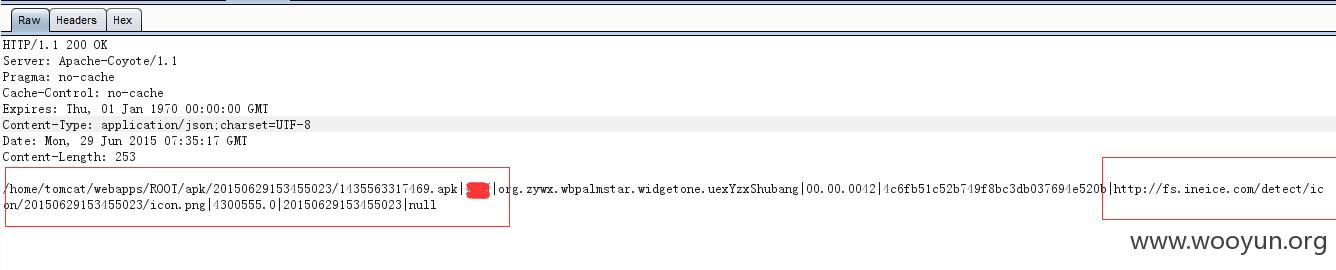 Raw Headers Hex
HTTP/1.1 200 OK
Server: Apache-Coyote/1.1
Pragma: no-cache
Cache-Control: no-cache
Expires: Thu, 01 Jan 1970 00:00:00 GMT
Content-Type: application/json;charset=UTF-8
Date: Mon, 29 Jun 2015 07:35:17 GMT
Content-Length: 253
/home/tomcat/webapps/ROOT/apk/20150629153455023/1435563317469.apk| |org.zywx.wbpalmstar.widgetone.uexYzxShubang|00.00.0042|4c6fb51c52b749f8bc3db037694e520b|http://fs.ineice.com/detect/ic
on/20150629153455023/icon.png|4300555.0|20150629153455023|null
www.wooyun.org